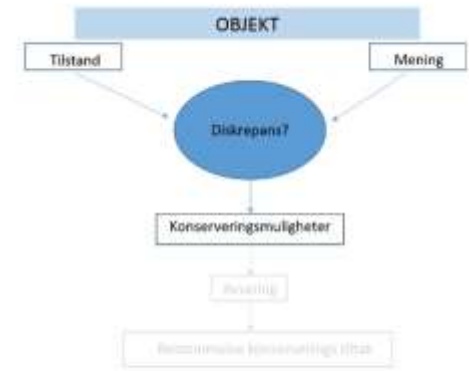 OBJEKT
Tilstand
Mening
Diskrepans?
Konserveringsmuligheter